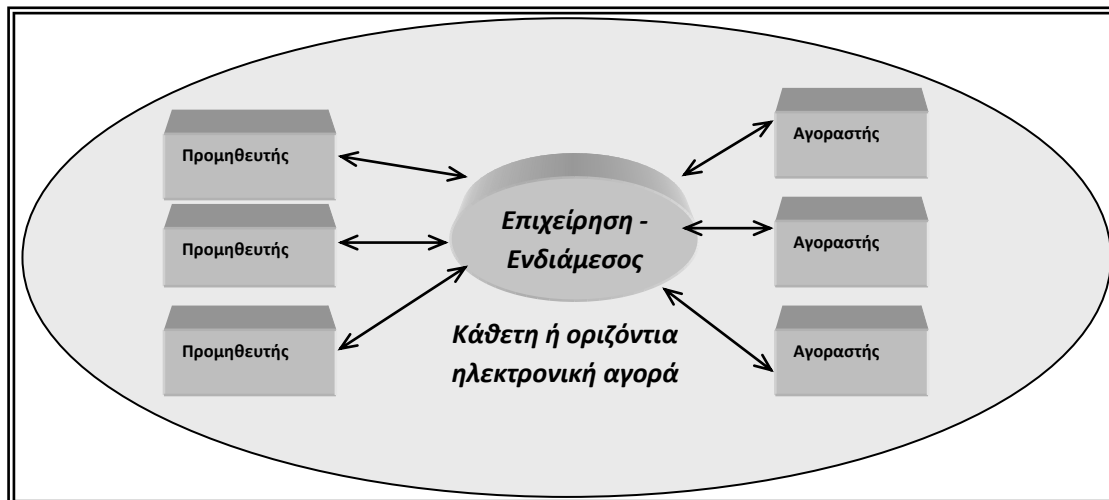 Προμηθευτής
Προμηθευτής
Προμηθευτής
Επιχείρηση -
Ενδιάμεσος
Κάθετη ή οριζόντια
ηλεκτρονική αγορά
Αγοραστής
Αγοραστής
Αγοραστής